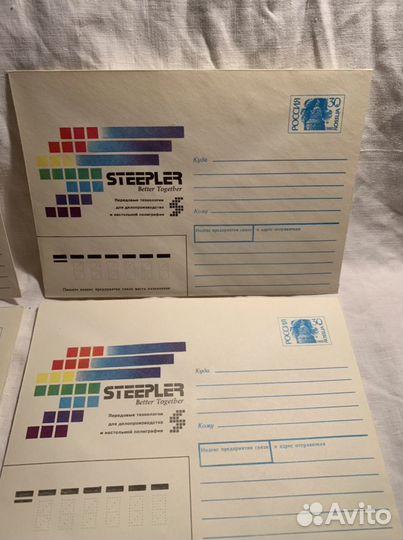 РОССИЯ
30
КОПЕЦЦ
Куда
STEEPLER
Better Together
Передовые технологии
для делопроизводства
и настольной полиграфии
Кому
Индекс предприятия связи и адрес отправителя
Пишите индекс предприятия связи места назначения
РОССИЯ
Куда
STEEPLER
Better Together
Передовые технологии
для делопроизводства
и настольной полиграфии
Кому
Индекс предприятия связи и адрес отправителя
Avito